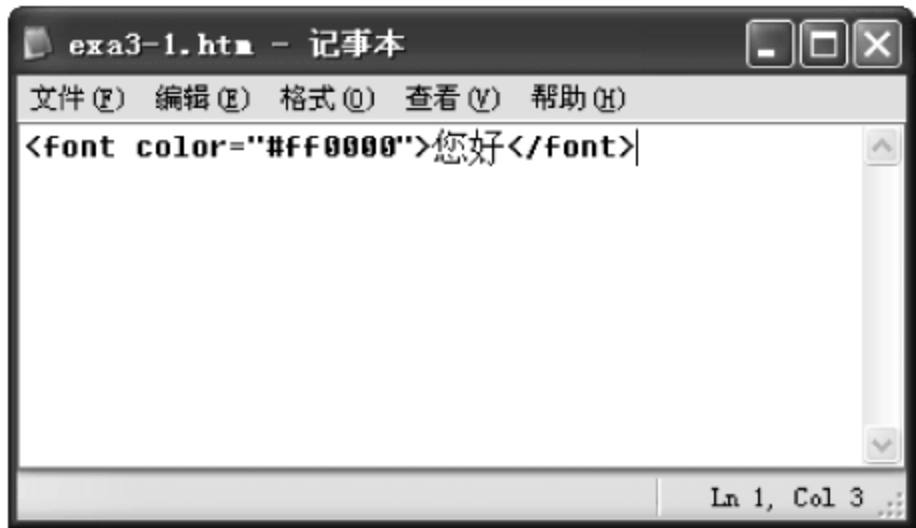 exa3-1.htm - 记事本
文件(F) 编辑(E) 格式(O) 查看(V) 帮助(H)
<font color="#ff0000">您好</font>
Ln 1, Col 3